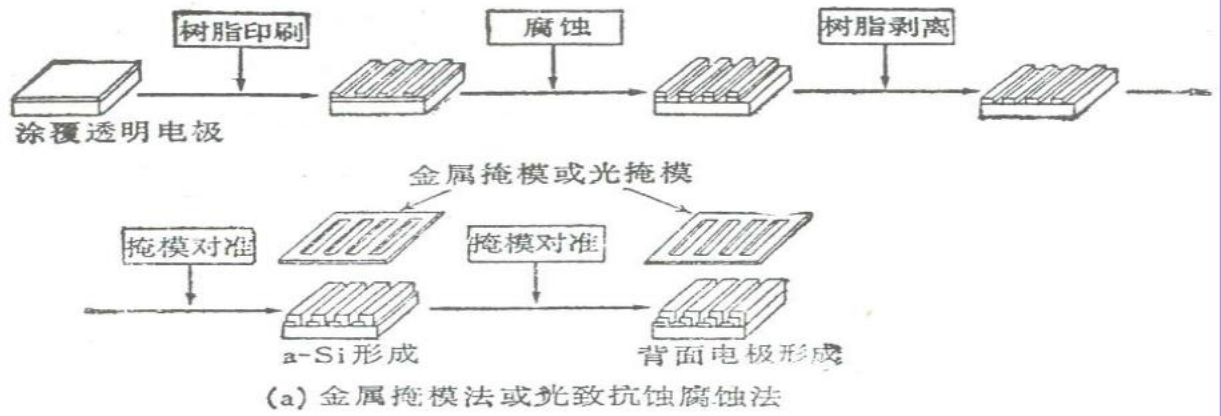 树脂印刷
腐蚀
树脂剥离
涂覆透明电极
金属掩模或光掩模
掩模对准
掩模对准
a-Si形成
背面电极形成
(a) 金属掩模法或光致抗蚀腐蚀法